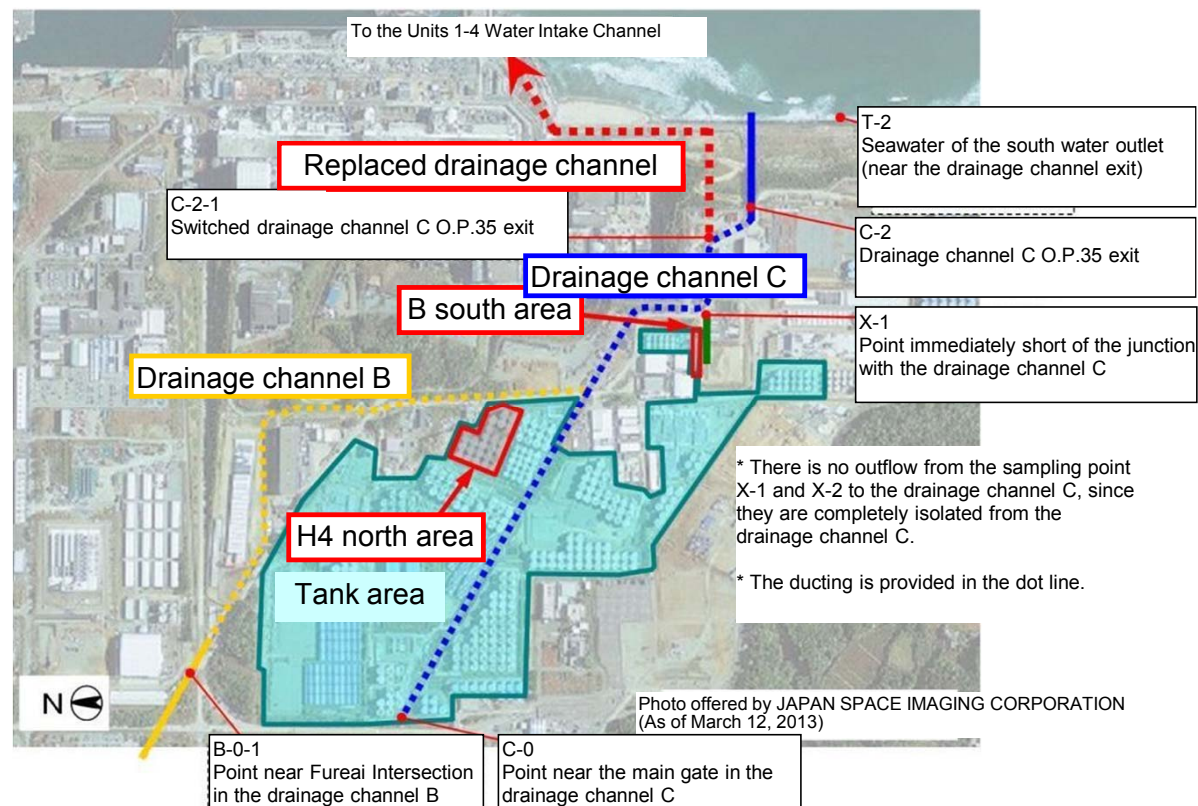 To the Units 1-4 Water Intake Channel
T-2
Seawater of the south water outlet
(near the drainage channel exit)
Replaced drainage channel
C-2-1
Switched drainage channel C O.P.35 exit
C-2
Drainage channel C O.P.35 exit
Drainage channel C
B south area
X-1
Point immediately short of the junction
with the drainage channel C
Drainage channel B
* There is no outflow from the sampling point
X-1 and X-2 to the drainage channel C, since
they are completely isolated from the
drainage channel C.
H4 north area
* The ducting is provided in the dot line.
Tank area
N
Photo offered by JAPAN SPACE IMAGING CORPORATION
(As of March 12, 2013)
B-0-1
Point near Fureai Intersection
in the drainage channel B
C-0
Point near the main gate in the
drainage channel C